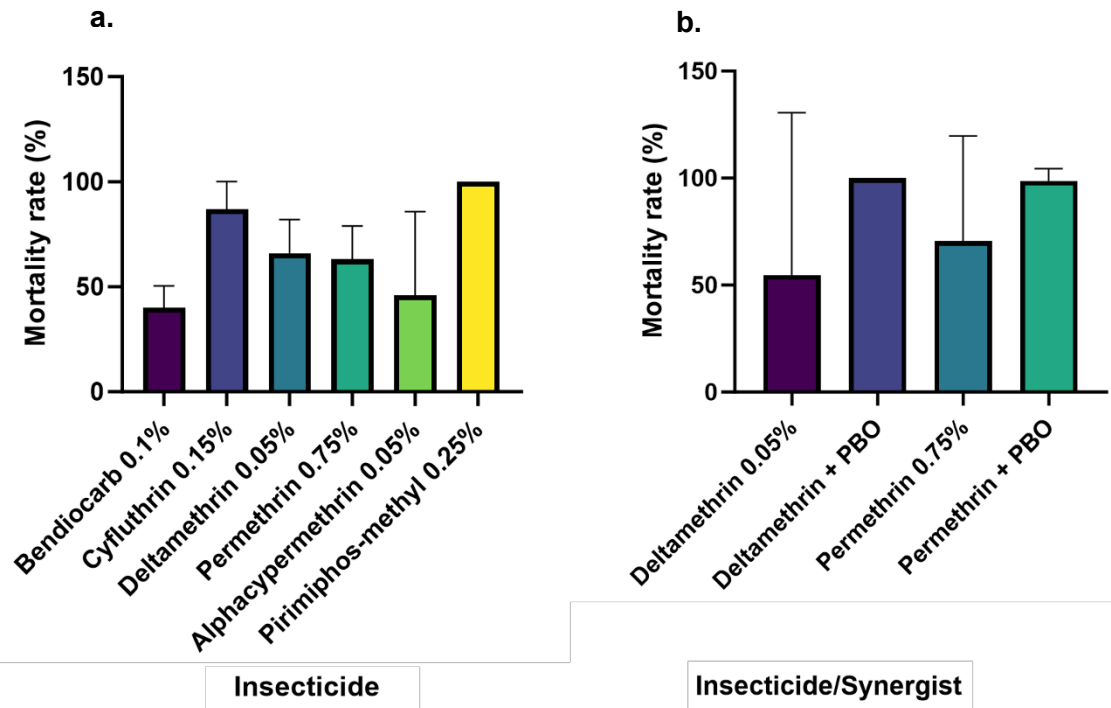 a.
Mortality rate (%)
150
100
50
0
Bendiocarb 0.1%
Cyfluthrin 0.15%
Deltamethrin 0.05%
Permethrin 0.75%
Alphacypermethrin 0.05%
Pirimiphos-methyl 0.25%
Insecticide
b.
Mortality rate (%)
150
100
50
0
Deltamethrin 0.05%
Deltamethrin + PBO
Permethrin 0.75%
Permethrin + PBO
Insecticide/Synergist